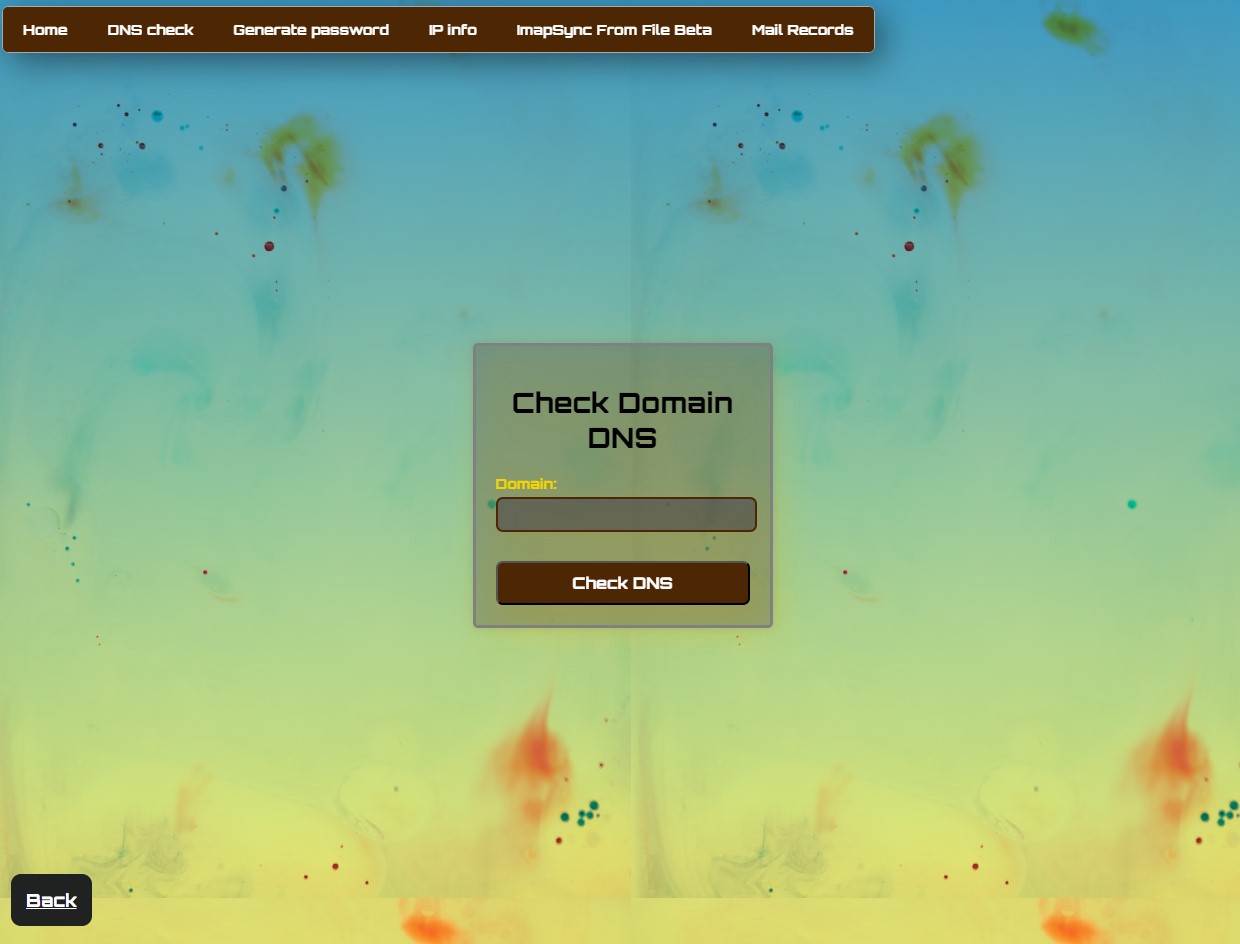 Home DNS check Generate password IP info ImapSync From File Beta Mail Records
Check Domain
DNS
Domain:
Check DNS
Back